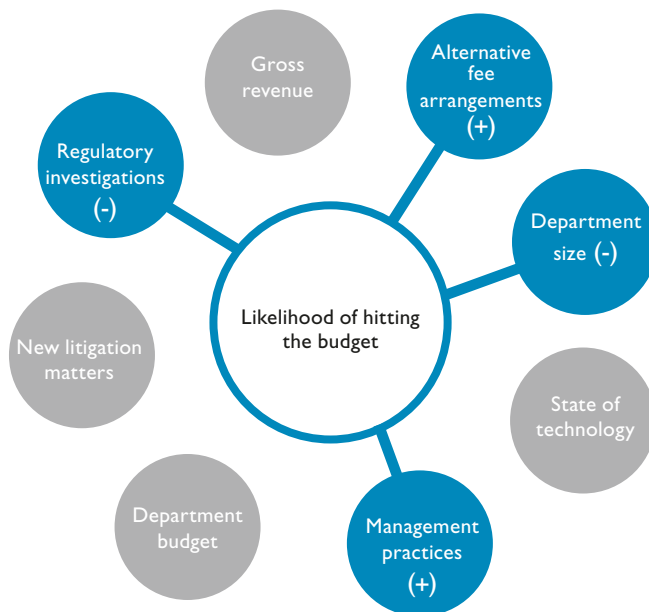 Gross
revenue
Alternative
fee
arrangements
(+)
Regulatory
investigations
(-)
Department
size (-)
Likelihood of hitting
the budget
New litigation
matters
State of
technology
Department
budget
Management
practices
(+)